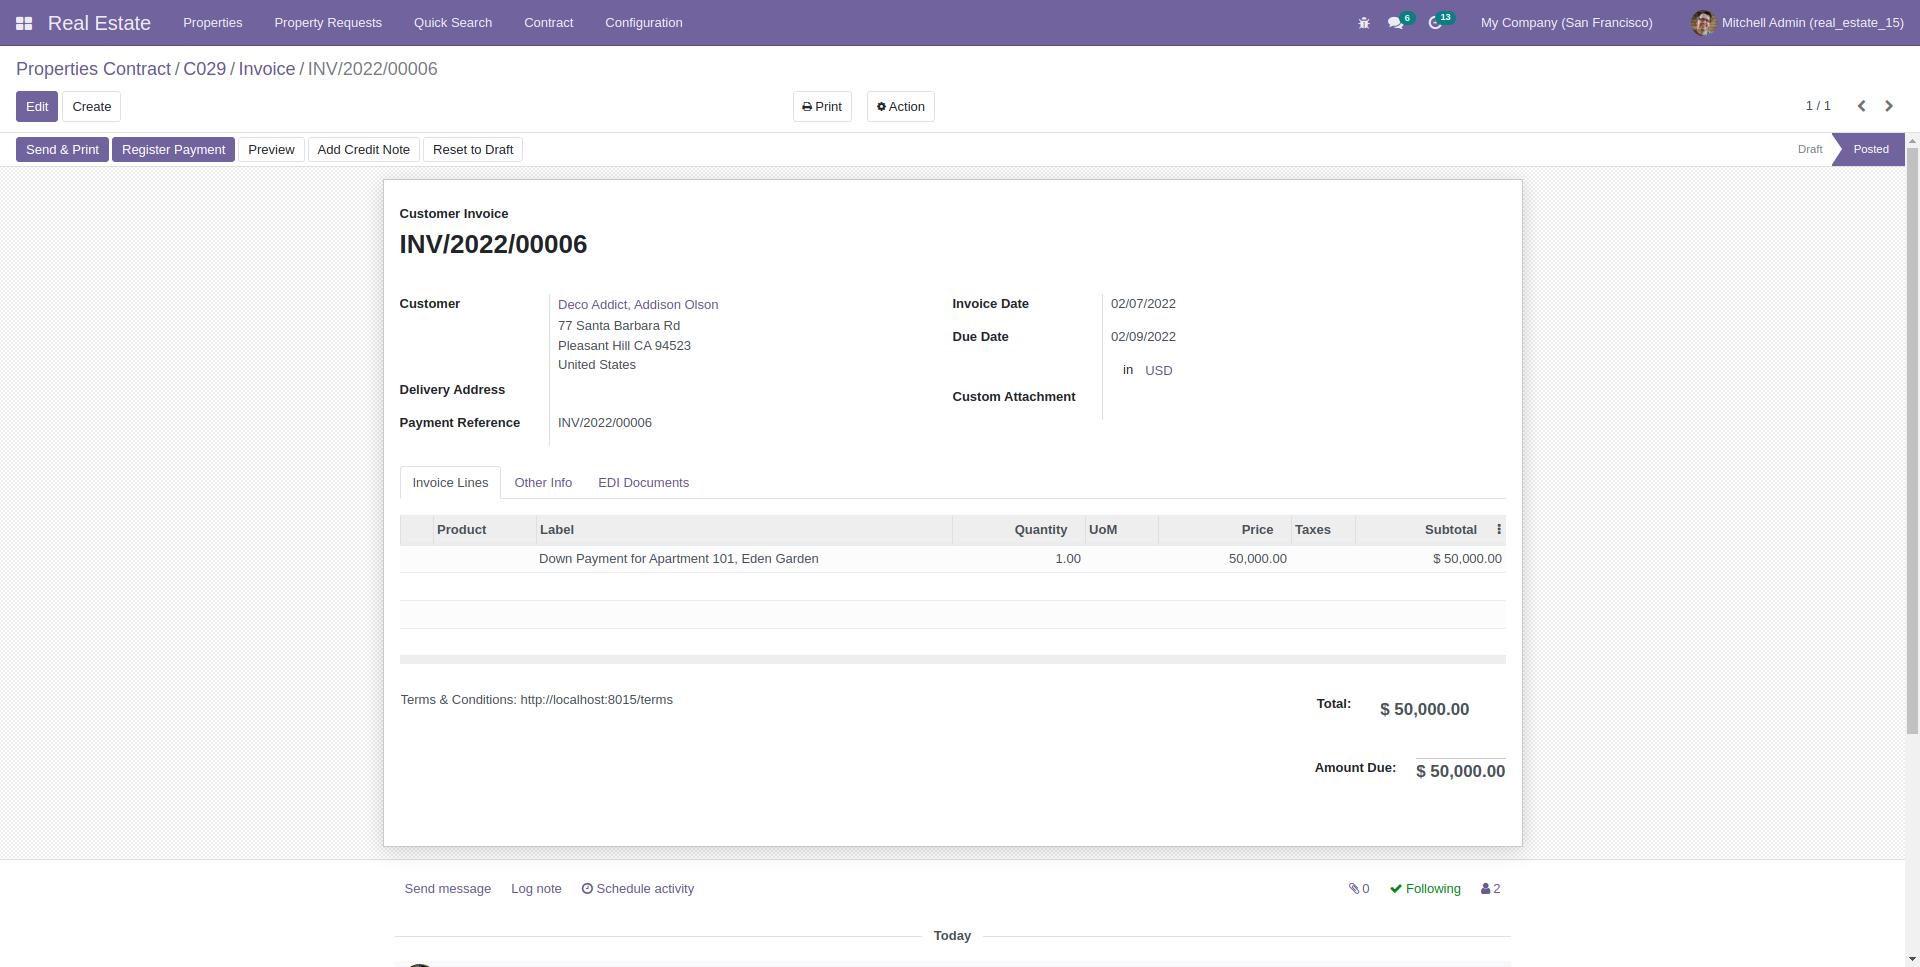 Real Estate Properties Property Requests Quick Search Contract Configuration 6 13 My Company (San Francisco) Mitchell Admin (real_estate_15)
Properties Contract / C029 / Invoice / INV/2022/00006
Edit Create Print Action 1 / 1
Send & Print Register Payment Preview Add Credit Note Reset to Draft Draft Posted
Customer Invoice
INV/2022/00006
Customer Deco Addict, Addison Olson Invoice Date 02/07/2022
77 Santa Barbara Rd
Due Date 02/09/2022
Pleasant Hill CA 94523
United States in USD
Delivery Address Custom Attachment
Payment Reference INV/2022/00006
Invoice Lines Other Info EDI Documents
Product Label Quantity UoM Price Taxes Subtotal
Down Payment for Apartment 101, Eden Garden 1.00 50,000.00 $ 50,000.00
Terms & Conditions: http://localhost:8015/terms Total: $ 50,000.00
Amount Due: $ 50,000.00
Send message Log note Schedule activity 0 Following 2
Today